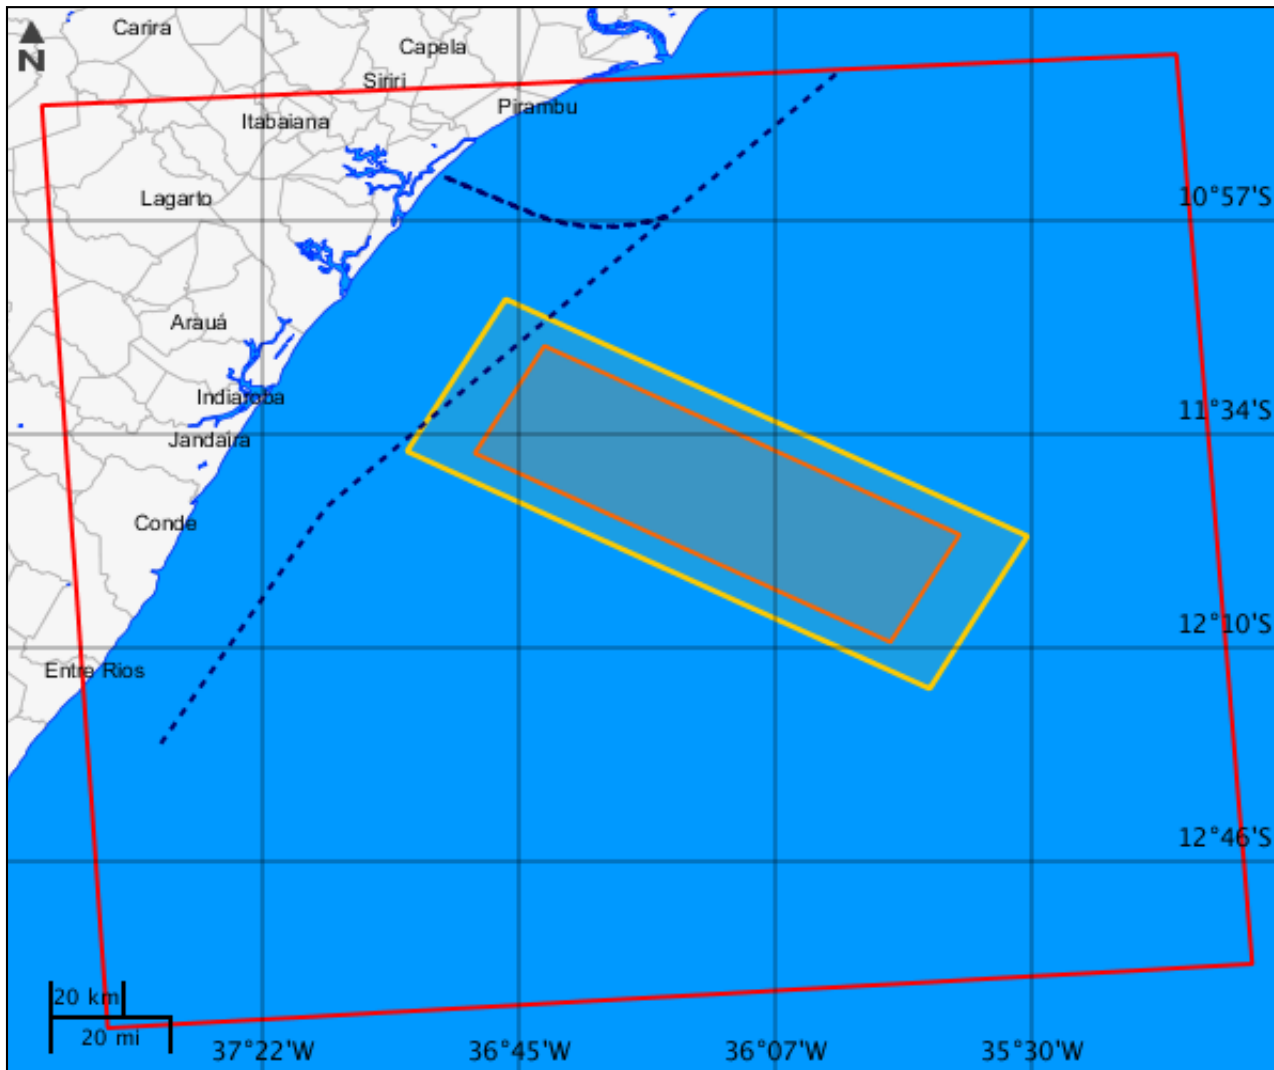 Carira
N
Capela
Siriri
Pirambu
Itabaiana
Lagarto
10°57'S
Arauá
Indiaroba
11°34'S
Jandaíra
Conde
12°10'S
Entre Rios
12°46'S
20 km
20 mi
37°22'W
36°45'W
36°07'W
35°30'W